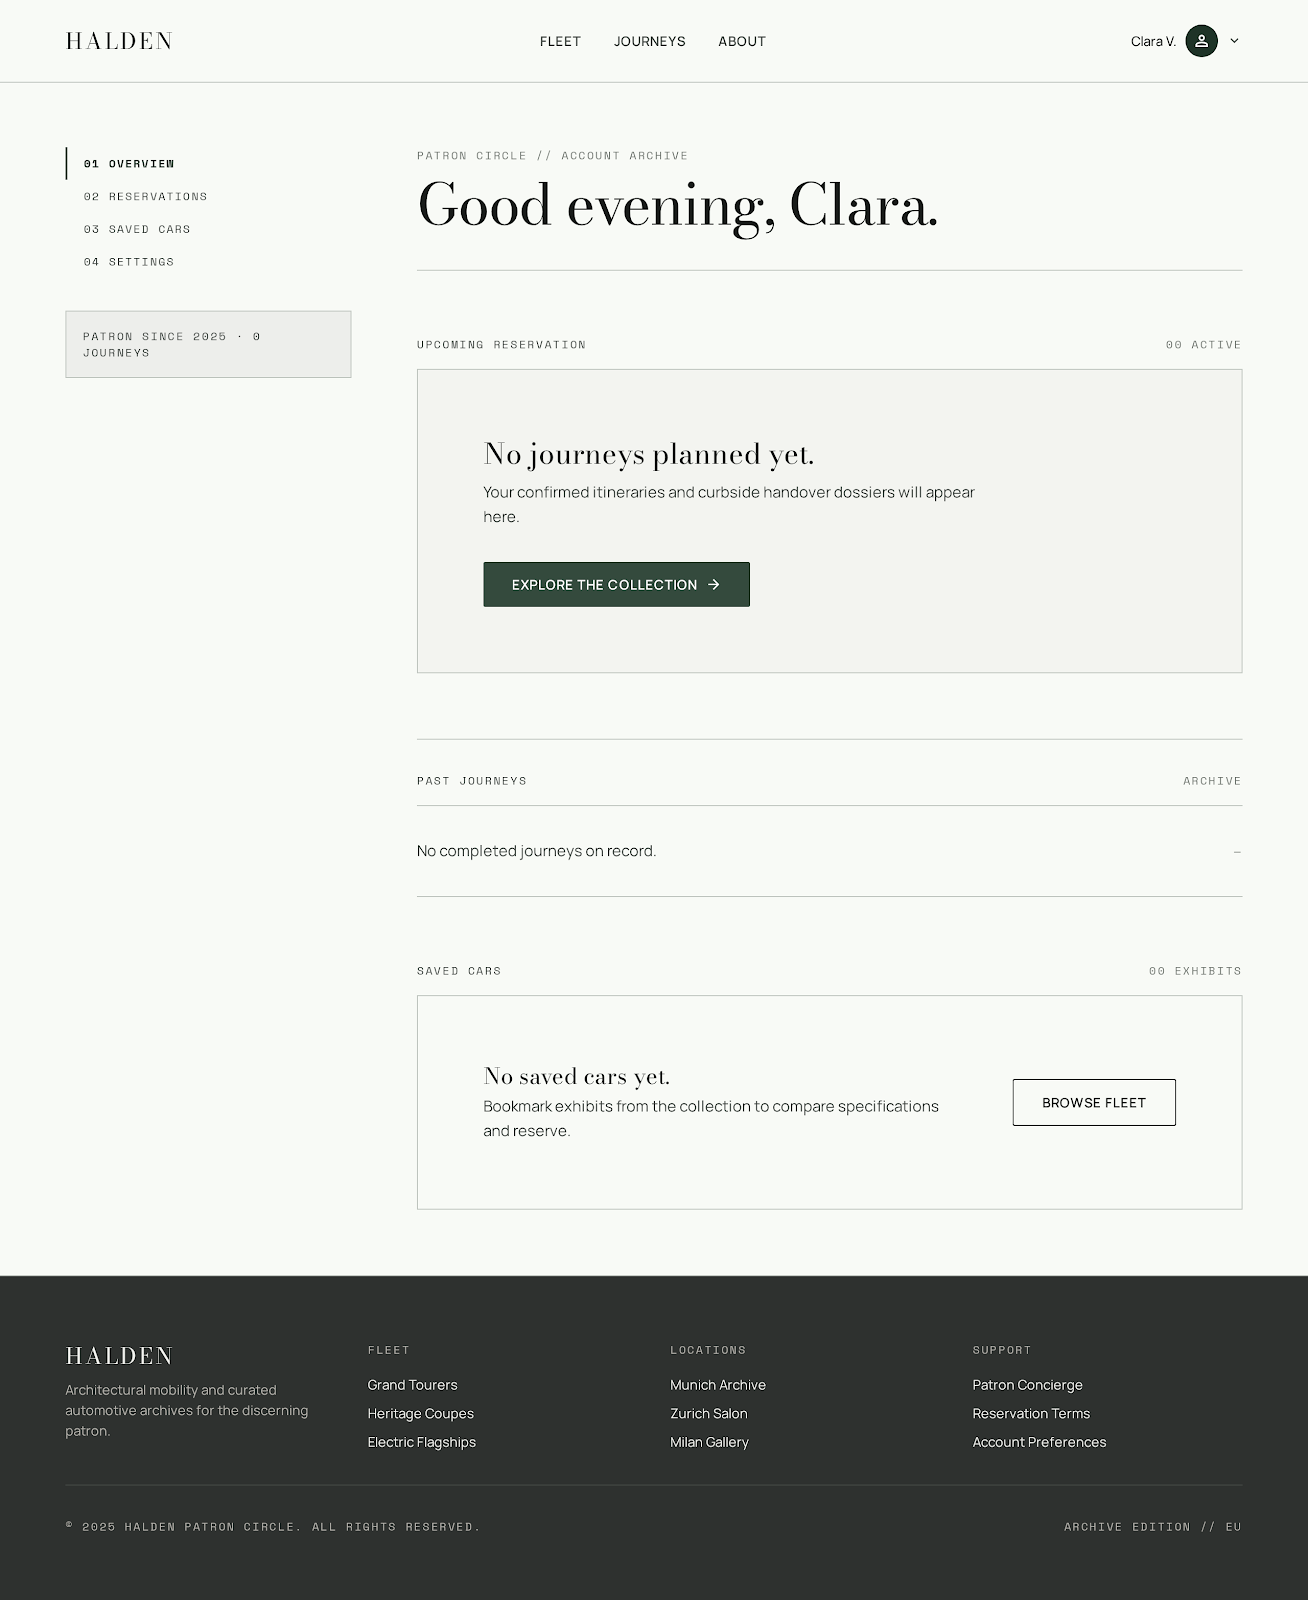 HALDEN
FLEET JOURNEYS ABOUT
Clara V.
01 OVERVIEW
02 RESERVATIONS
03 SAVED CARS
04 SETTINGS
PATRON SINCE 2025 · 0
JOURNEYS
PATRON CIRCLE // ACCOUNT ARCHIVE
Good evening, Clara.
UPCOMING RESERVATION
00 ACTIVE
No journeys planned yet.
Your confirmed itineraries and curbside handover dossiers will appear
here.
EXPLORE THE COLLECTION →
PAST JOURNEYS
ARCHIVE
No completed journeys on record.
—
SAVED CARS
00 EXHIBITS
No saved cars yet.
Bookmark exhibits from the collection to compare specifications
and reserve.
BROWSE FLEET
HALDEN
Architectural mobility and curated
automotive archives for the discerning
patron.
FLEET
Grand Tourers
Heritage Coupes
Electric Flagships
LOCATIONS
Munich Archive
Zurich Salon
Milan Gallery
SUPPORT
Patron Concierge
Reservation Terms
Account Preferences
© 2025 HALDEN PATRON CIRCLE. ALL RIGHTS RESERVED.
ARCHIVE EDITION // EU